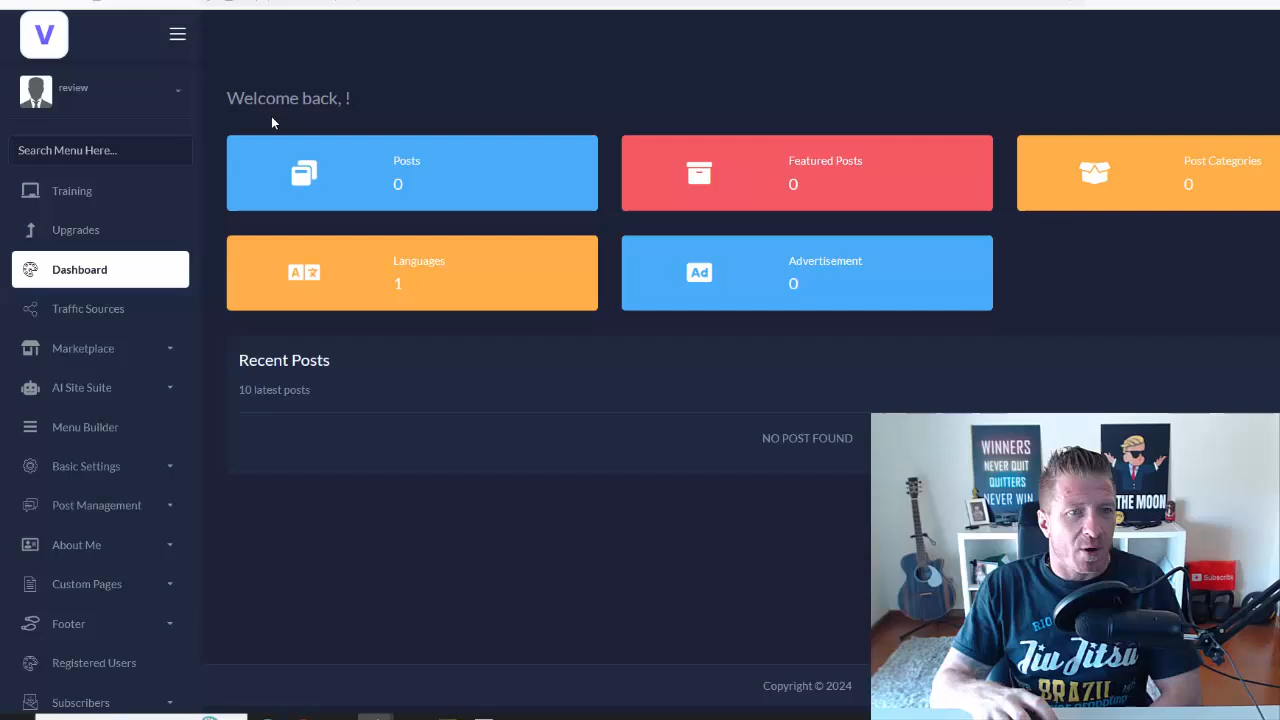 V
review
Welcome back, !
Search Menu Here...
Posts
0
Featured Posts
0
Post Categories
0
Training
Upgrades
Dashboard
Languages
1
Advertisement
0
Ad
A
Traffic Sources
Marketplace
AI Site Suite
Menu Builder
Basic Settings
Post Management
About Me
Custom Pages
Footer
Registered Users
Subscribers
Recent Posts
10 latest posts
NO POST FOUND
WINNERS
NEVER QUIT
QUITTERS
NEVER WIN
THE MOON
Subscribe
RIO
Jiu Jitsu
BRAZIL
Copyright © 2024